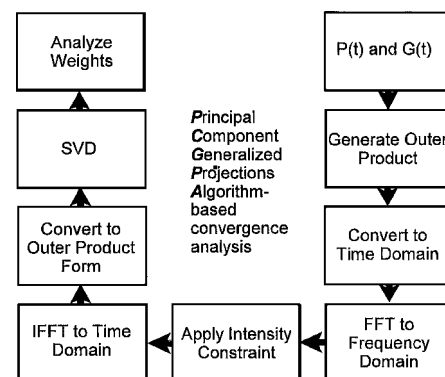 P(t) and G(t)
Generate Outer
Product
Convert to
Time Domain
FFT to
Frequency
Domain
Apply Intensity
Constraint
IFFT to Time
Domain
Convert to
Outer Product
Form
SVD
Analyze
Weights
Principal
Component
Generalized
Projections
Algorithm-
based
convergence
analysis